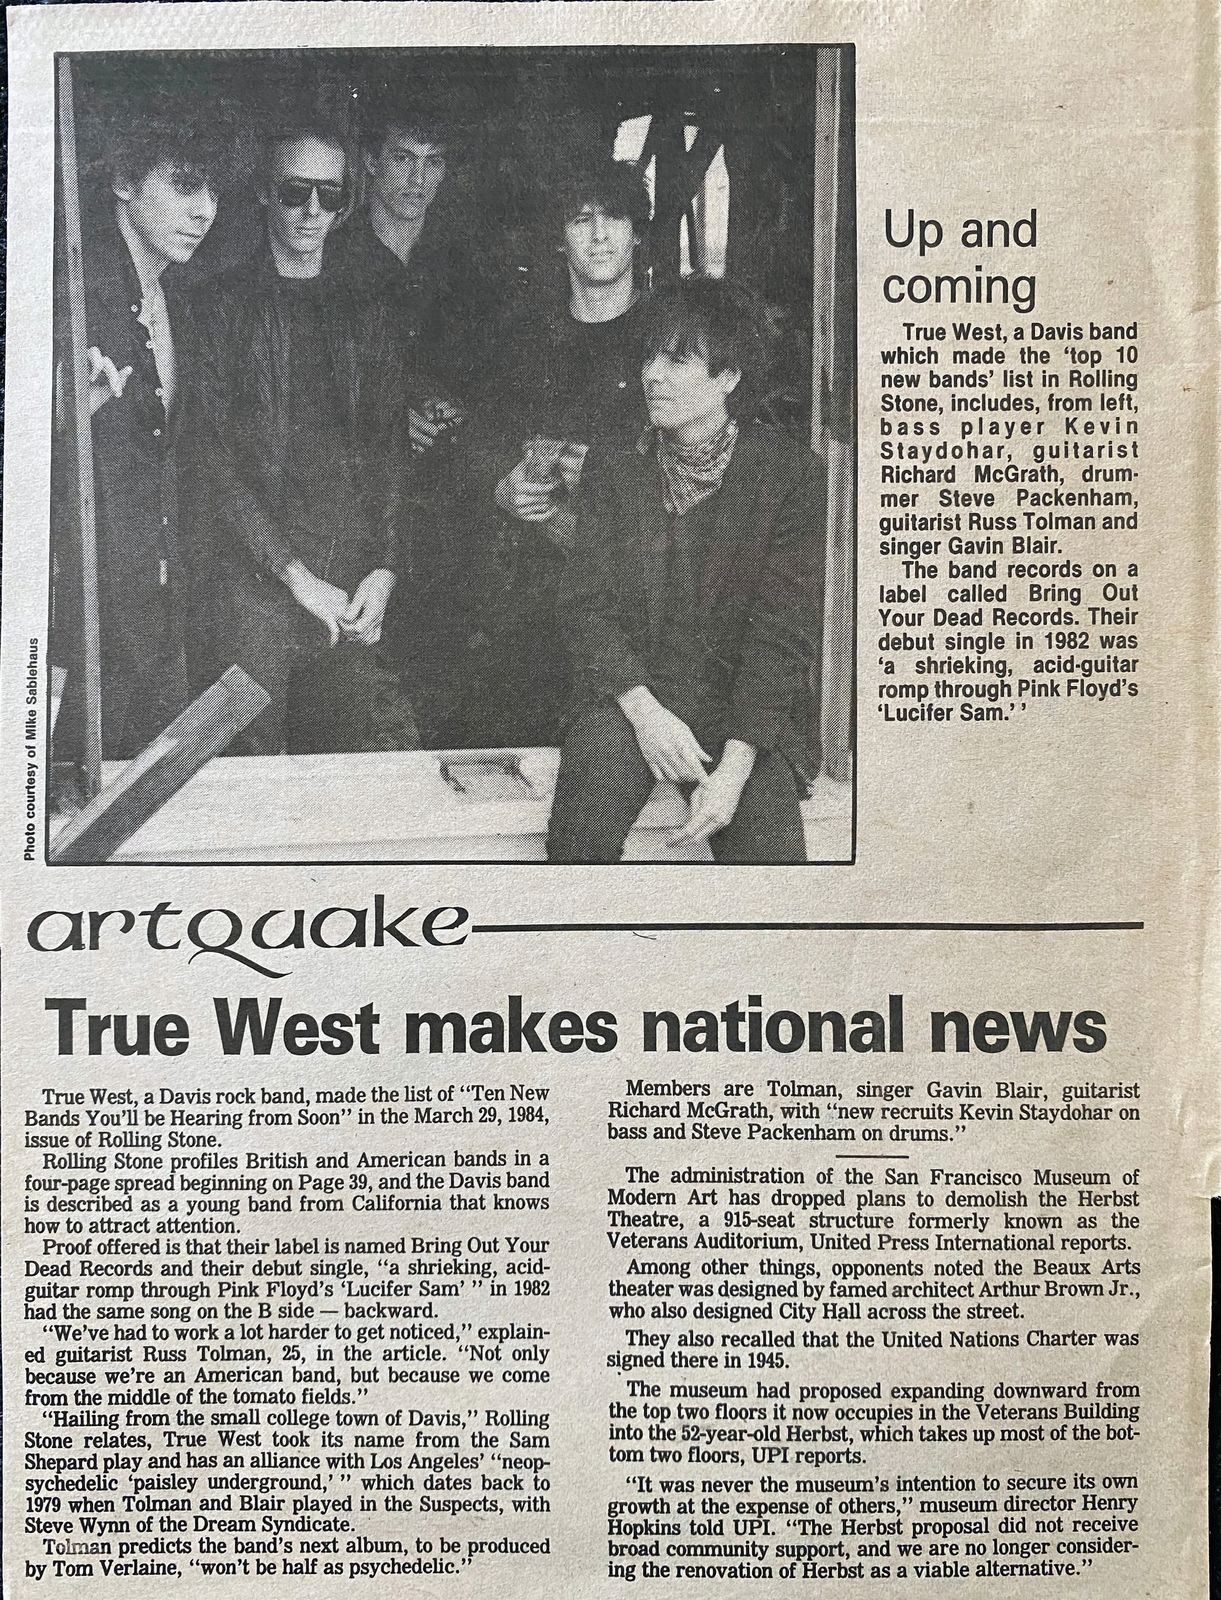 Photo courtesy of Mike Sablehaus
Up and
coming
True West, a Davis band
which made the ‘top 10
new bands’ list in Rolling
Stone, includes, from left,
bass player Kevin
Staydohar, guitarist
Richard McGrath, drum-
mer Steve Packenham,
guitarist Russ Tolman and
singer Gavin Blair.
The band records on a
label called Bring Out
Your Dead Records. Their
debut single in 1982 was
‘a shrieking, acid-guitar
romp through Pink Floyd’s
‘Lucifer Sam.’ ’
artQuake
True West makes national news
True West, a Davis rock band, made the list of “Ten New
Bands You’ll be Hearing from Soon” in the March 29, 1984,
issue of Rolling Stone.
Rolling Stone profiles British and American bands in a
four-page spread beginning on Page 39, and the Davis band
is described as a young band from California that knows
how to attract attention.
Proof offered is that their label is named Bring Out Your
Dead Records and their debut single, “a shrieking, acid-
guitar romp through Pink Floyd’s ‘Lucifer Sam’ ” in 1982
had the same song on the B side — backward.
“We’ve had to work a lot harder to get noticed,” explain-
ed guitarist Russ Tolman, 25, in the article. “Not only
because we’re an American band, but because we come
from the middle of the tomato fields.”
“Hailing from the small college town of Davis,” Rolling
Stone relates, True West took its name from the Sam
Shepard play and has an alliance with Los Angeles’ “neop-
sychedelic ‘paisley underground,’ ” which dates back to
1979 when Tolman and Blair played in the Suspects, with
Steve Wynn of the Dream Syndicate.
Tolman predicts the band’s next album, to be produced
by Tom Verlaine, “won’t be half as psychedelic.”
Members are Tolman, singer Gavin Blair, guitarist
Richard McGrath, with “new recruits Kevin Staydohar on
bass and Steve Packenham on drums.”
The administration of the San Francisco Museum of
Modern Art has dropped plans to demolish the Herbst
Theatre, a 915-seat structure formerly known as the
Veterans Auditorium, United Press International reports.
Among other things, opponents noted the Beaux Arts
theater was designed by famed architect Arthur Brown Jr.,
who also designed City Hall across the street.
They also recalled that the United Nations Charter was
signed there in 1945.
The museum had proposed expanding downward from
the top two floors it now occupies in the Veterans Building
into the 52-year-old Herbst, which takes up most of the bot-
tom two floors, UPI reports.
“It was never the museum’s intention to secure its own
growth at the expense of others,” museum director Henry
Hopkins told UPI. “The Herbst proposal did not receive
broad community support, and we are no longer consider-
ing the renovation of Herbst as a viable alternative.”